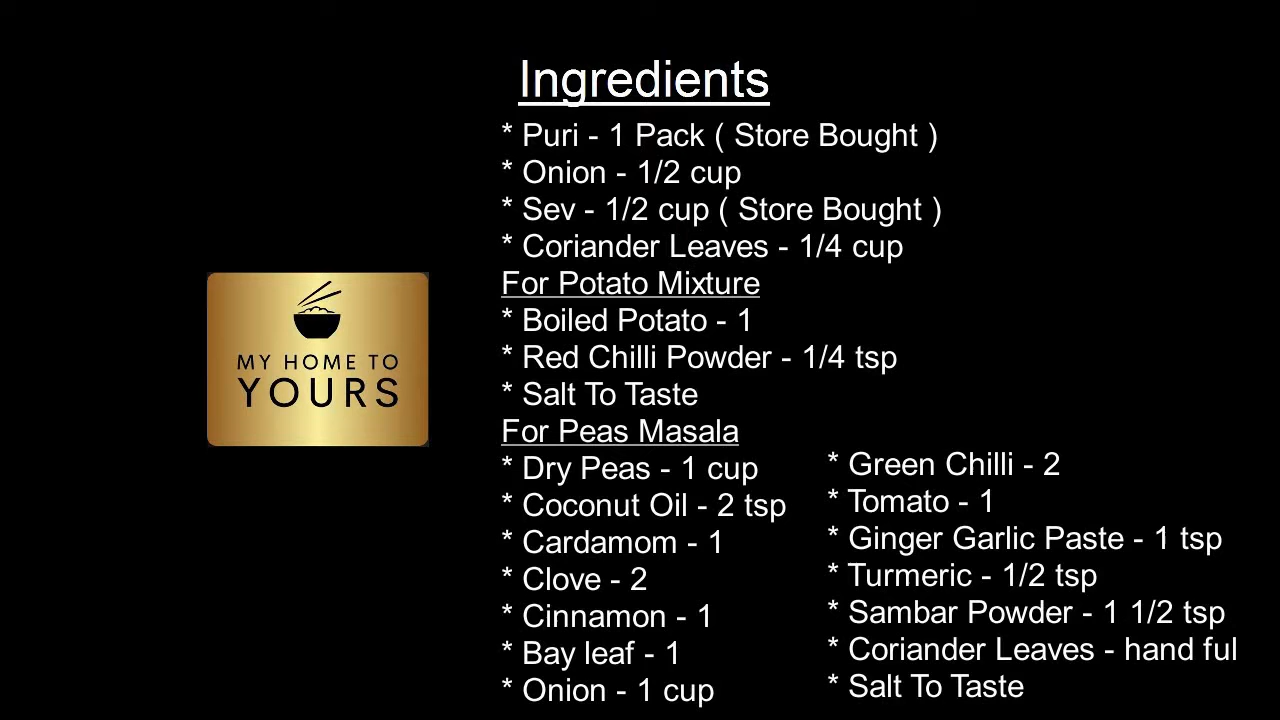 Ingredients
* Puri - 1 Pack ( Store Bought )
* Onion - 1/2 cup
* Sev - 1/2 cup ( Store Bought )
* Coriander Leaves - 1/4 cup
For Potato Mixture
* Boiled Potato - 1
* Red Chilli Powder - 1/4 tsp
* Salt To Taste
For Peas Masala
* Dry Peas - 1 cup
* Coconut Oil - 2 tsp
* Cardamom - 1
* Clove - 2
* Cinnamon - 1
* Bay leaf - 1
* Onion - 1 cup
* Green Chilli - 2
* Tomato - 1
* Ginger Garlic Paste - 1 tsp
* Turmeric - 1/2 tsp
* Sambar Powder - 1 1/2 tsp
* Coriander Leaves - hand ful
* Salt To Taste
MY HOME TO
YOURS